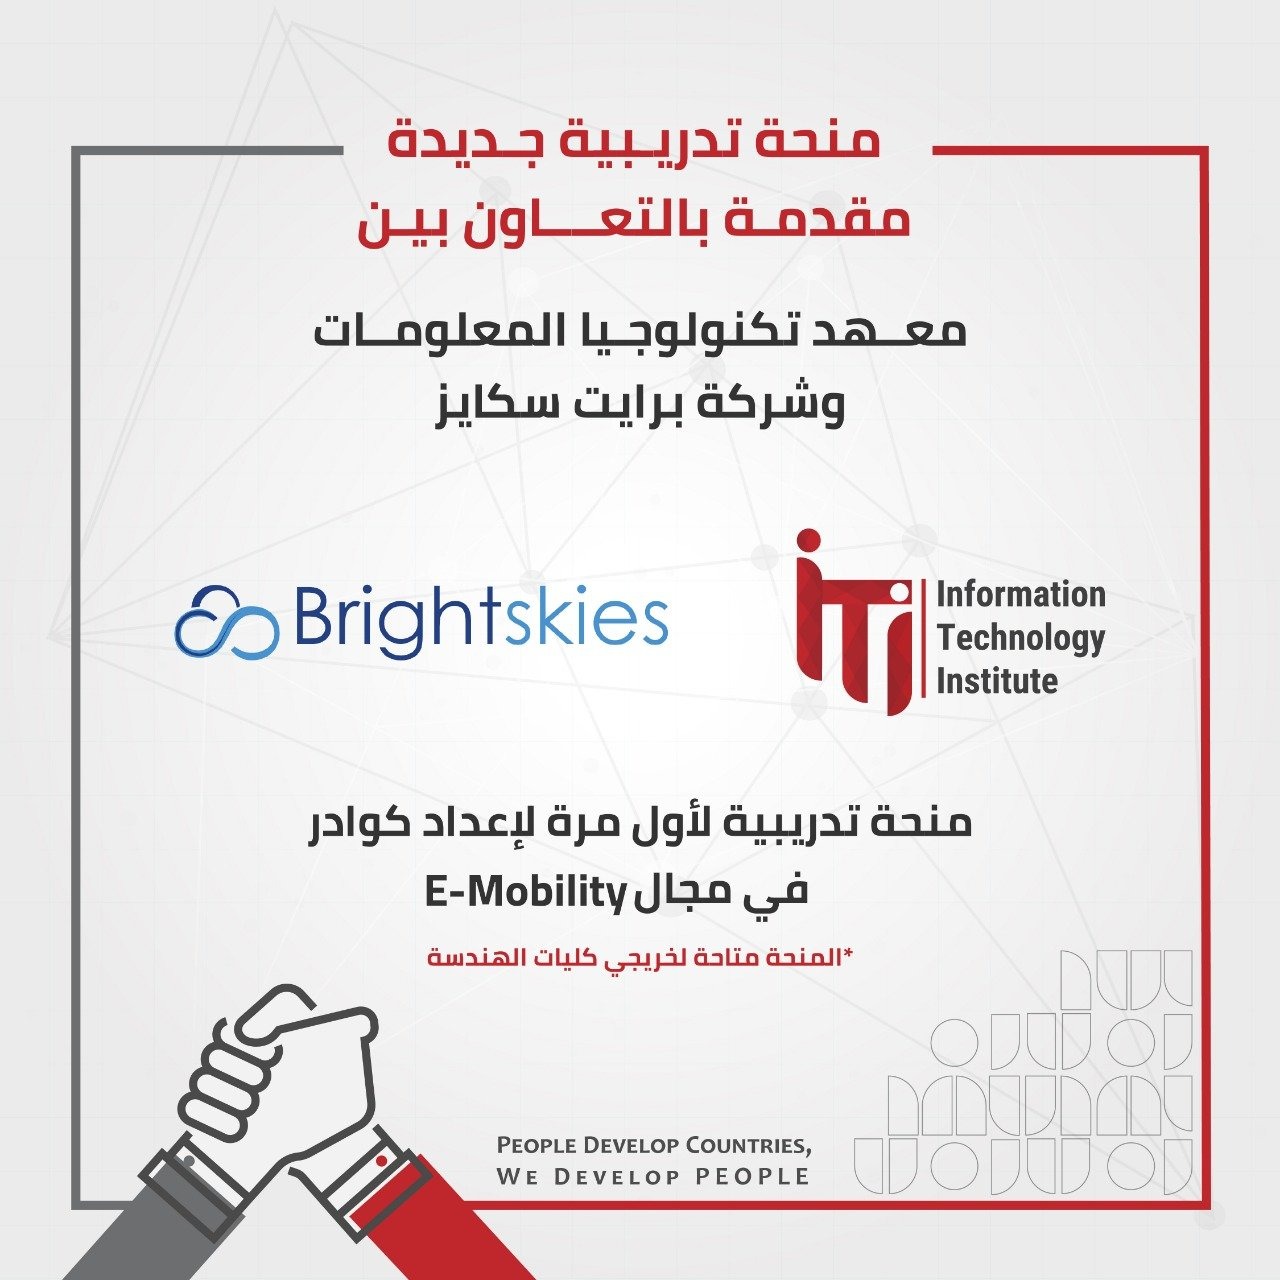 منحة تدريبية جديدة
مقدمة بالتعاون بين
معهد تكنولوجيا المعلومات
وشركة برايت سكايز
Brightskies
iTi
Information
Technology
Institute
منحة تدريبية لأول مرة لإعداد كوادر
في مجال E-Mobility
*المنحة متاحة لخريجي كليات الهندسة
PEOPLE DEVELOP COUNTRIES,
WE DEVELOP PEOPLE